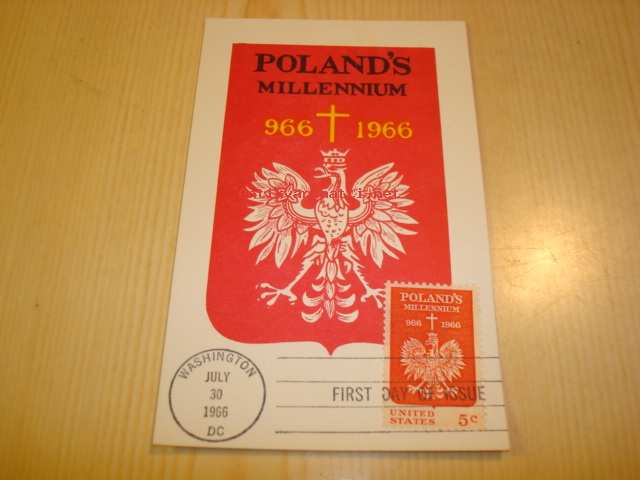 POLAND'S
MILLENNIUM
966 † 1966
POLAND'S
MILLENNIUM
966 † 1966
UNITED
STATES 5c
WASHINGTON
JULY
30
1966
DC
FIRST DAY OF ISSUE